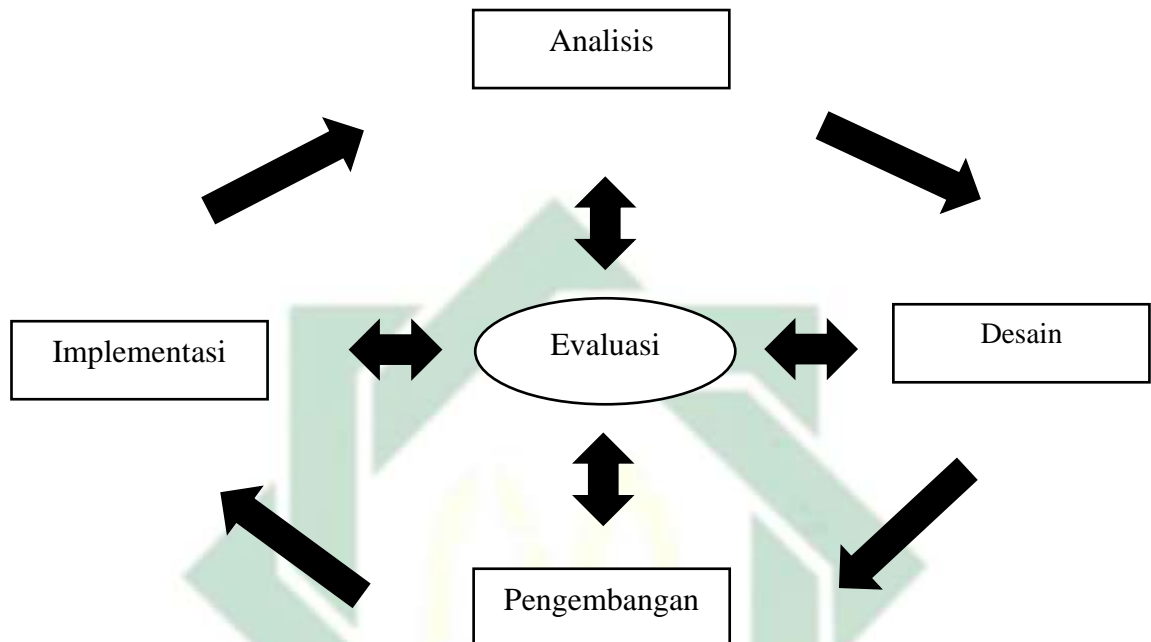 Analisis
Implementasi
Evaluasi
Desain
Pengembangan